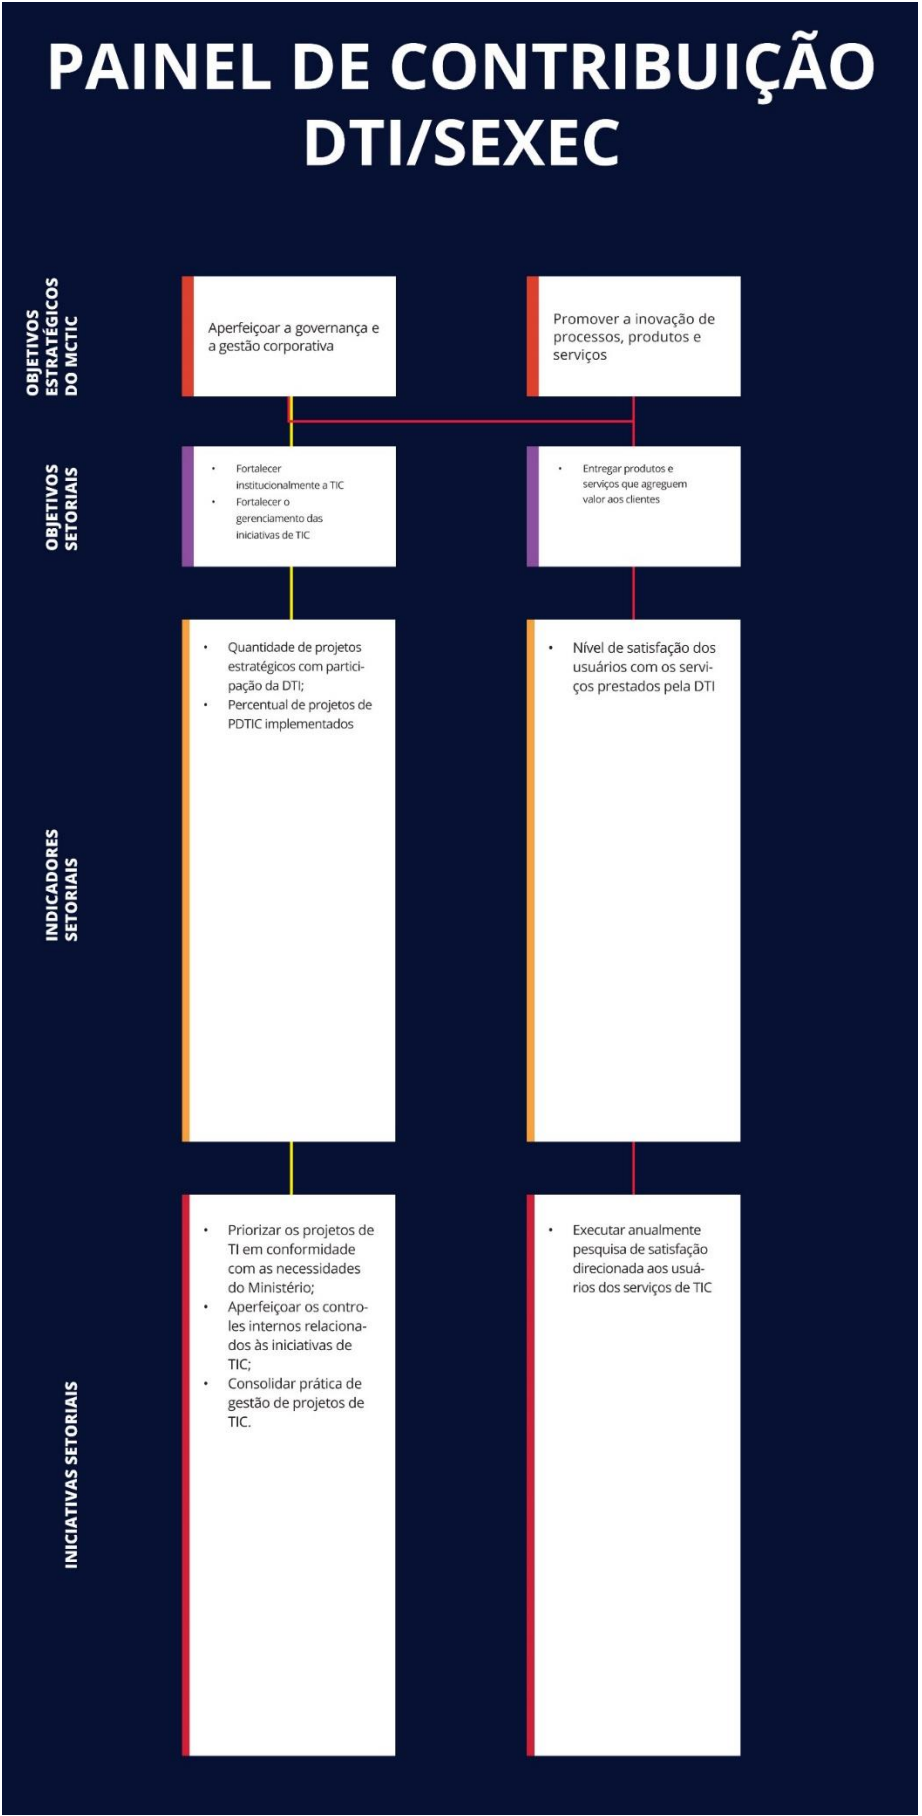 PAINEL DE CONTRIBUIÇÃO
DTI/SEXEC
OBJETIVOS
ESTRATÉGICOS
DO MCTIC
Aperfeiçoar a governança e
a gestão corporativa
Promover a inovação de
processos, produtos e
serviços
OBJETIVOS
SETORIAIS
• Fortalecer
institucionalmente a TIC
• Fortalecer o
gerenciamento das
iniciativas de TIC
• Entregar produtos e
serviços que agreguem
valor aos clientes
INDICADORES
SETORIAIS
• Quantidade de projetos
estratégicos com partici-
pação da DTI;
• Percentual de projetos de
PDTIC implementados
• Nível de satisfação dos
usuários com os servi-
ços prestados pela DTI
INICIATIVAS SETORIAIS
• Priorizar os projetos de
TI em conformidade
com as necessidades
do Ministério;
• Aperfeiçoar os contro-
les internos relaciona-
dos às iniciativas de
TIC;
• Consolidar prática de
gestão de projetos de
TIC.
• Executar anualmente
pesquisa de satisfação
direcionada aos usuá-
rios dos serviços de TIC